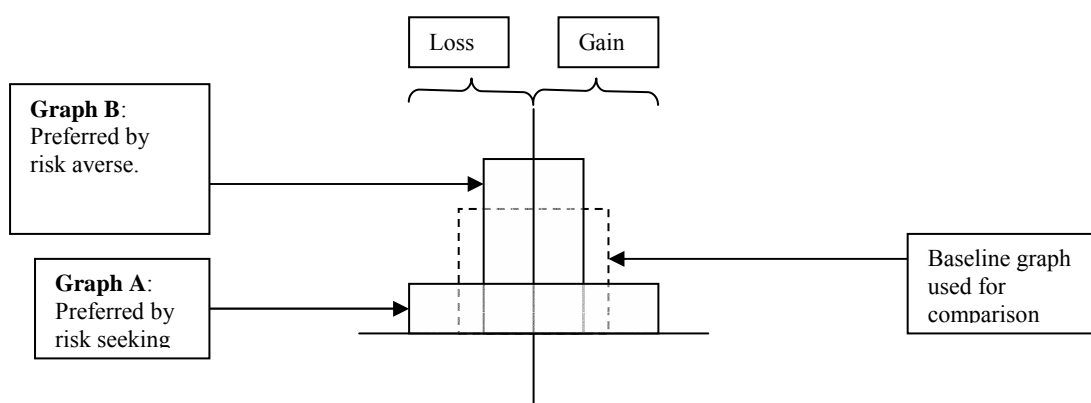 Loss
Gain
Graph B:
Preferred by
risk averse.
Graph A:
Preferred by
risk seeking
Baseline graph
used for
comparison